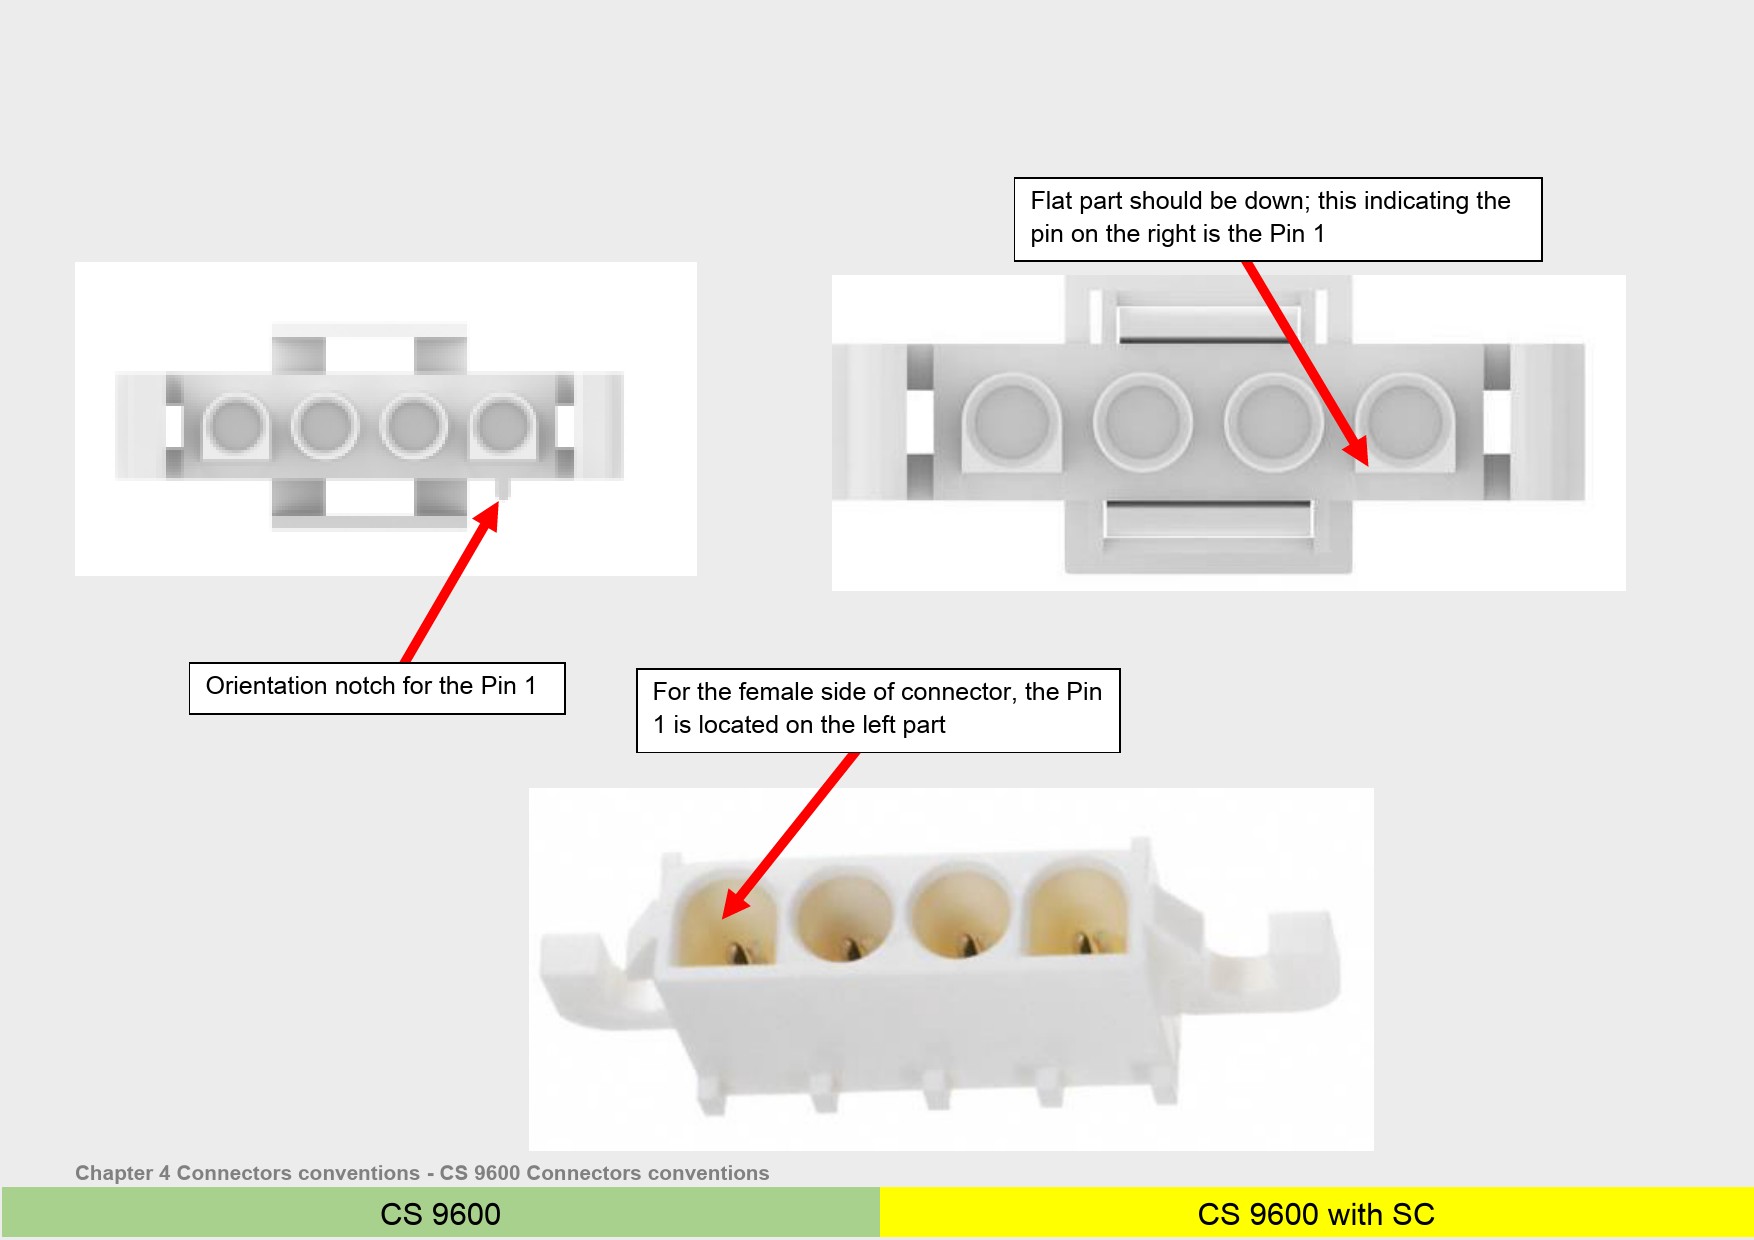 Flat part should be down; this indicating the
pin on the right is the Pin 1
Orientation notch for the Pin 1
For the female side of connector, the Pin
1 is located on the left part
Chapter 4 Connectors conventions - CS 9600 Connectors conventions
CS 9600
CS 9600 with SC